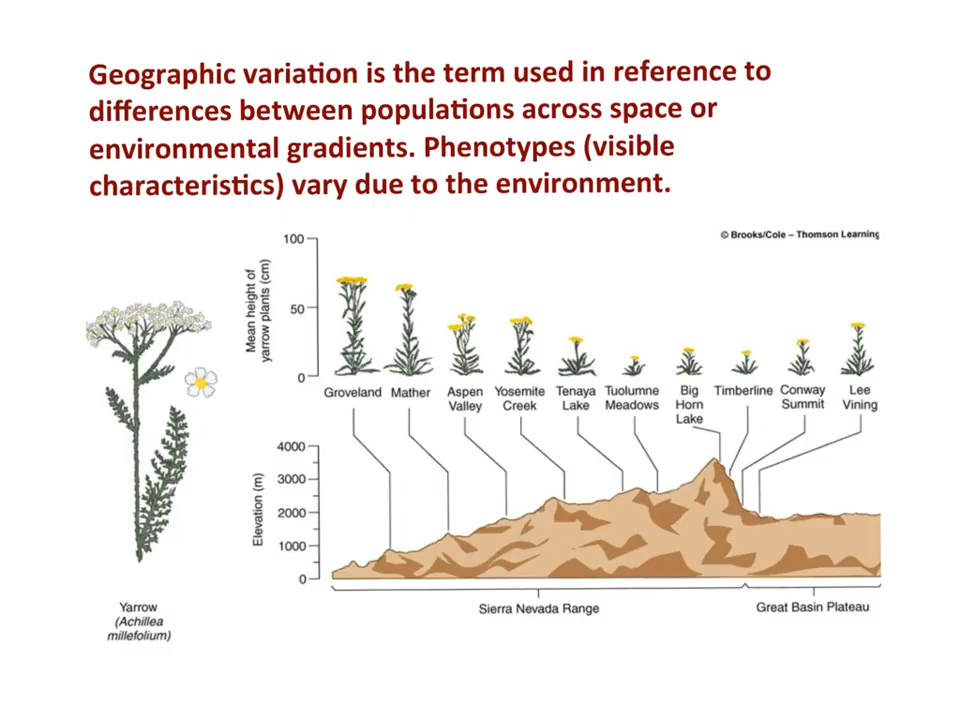 Geographic variation is the term used in reference to
differences between populations across space or
environmental gradients. Phenotypes (visible
characteristics) vary due to the environment.
© Brooks/Cole – Thomson Learning
100
50
0
Mean height of
yarrow plants (cm)
Groveland
Mather
Aspen
Valley
Yosemite
Creek
Tenaya
Lake
Tuolumne
Meadows
Big
Horn
Lake
Timberline
Conway
Summit
Lee
Vining
4000
3000
2000
1000
0
Elevation (m)
Sierra Nevada Range
Great Basin Plateau
Yarrow
(Achillea
millefolium)